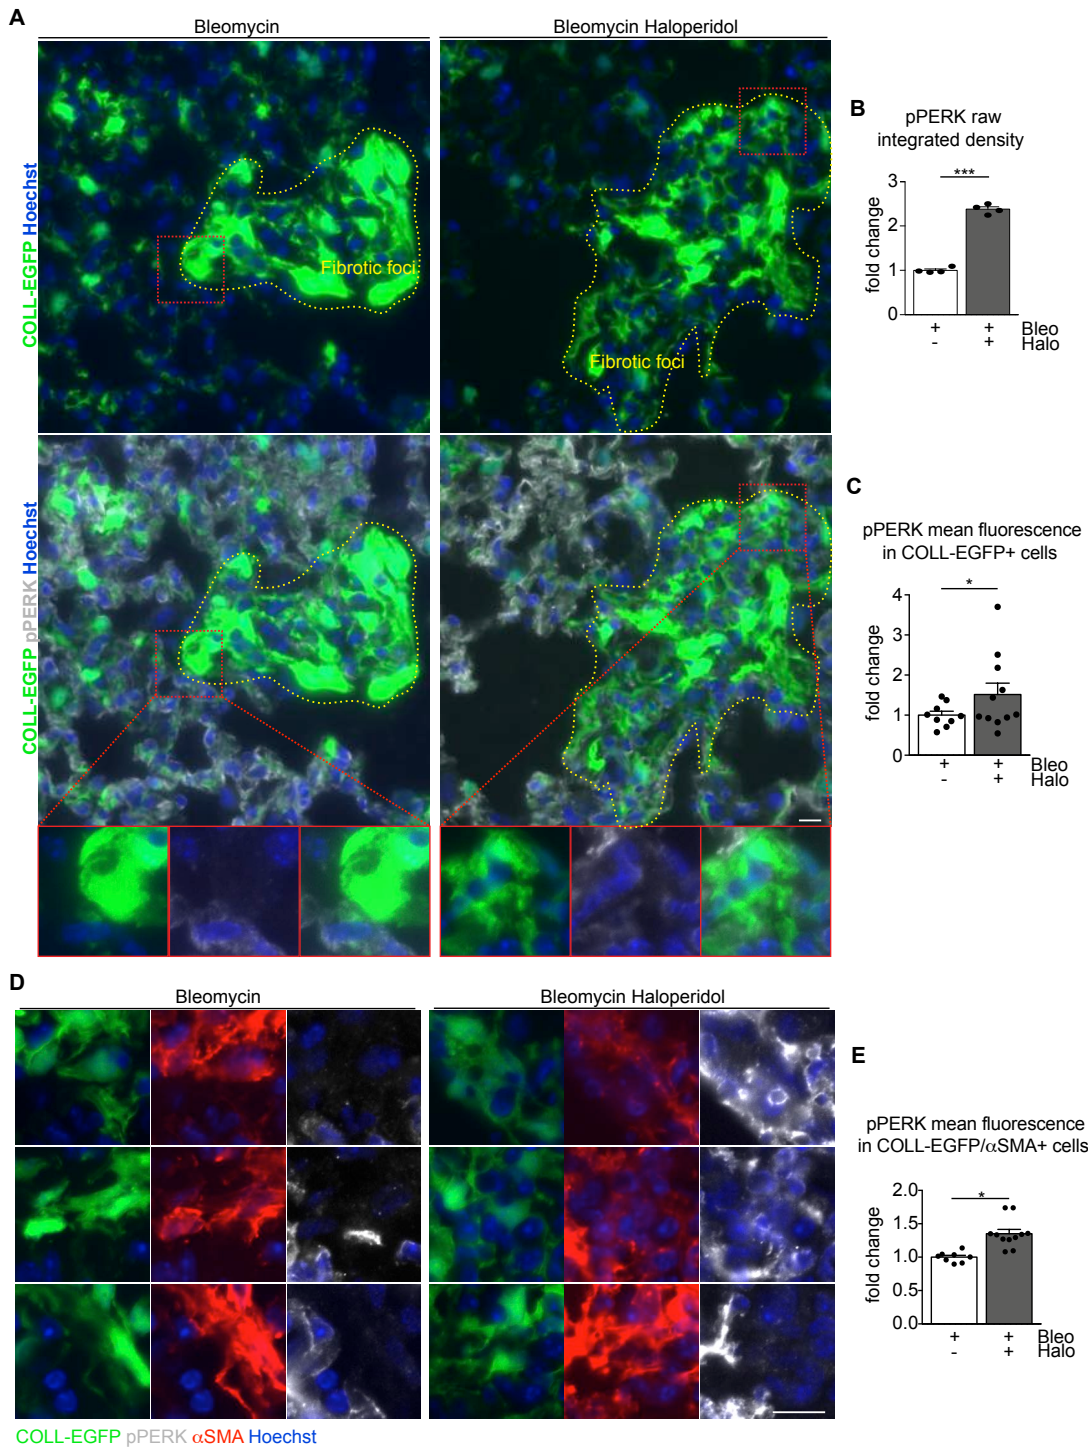 A
Bleomycin
Bleomycin Haloperidol
COLL-EGFP Hoechst
Fibrotic foci
Fibrotic foci
COLL-EGFP pPERK Hoechst
B
pPERK raw
integrated density
fold change
3
2
1
0
***
+ + Bleo
- + Halo
C
pPERK mean fluorescence
in COLL-EGFP+ cells
fold change
4
3
2
1
0
*
+ + Bleo
- + Halo
D
Bleomycin
Bleomycin Haloperidol
COLL-EGFP pPERK αSMA Hoechst
E
pPERK mean fluorescence
in COLL-EGFP/αSMA+ cells
fold change
2.0
1.5
1.0
0.5
0.0
*
+ + Bleo
- + Halo